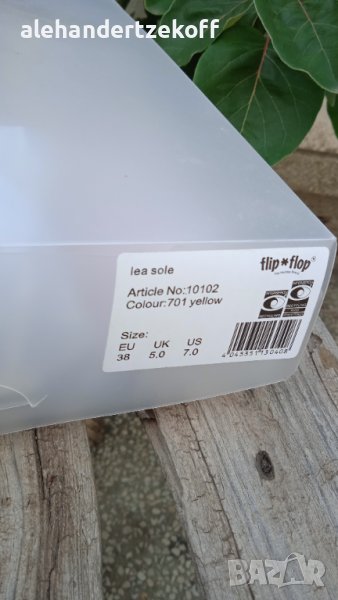 alehandertzekoff
flip*flop
lea sole
Article No:10102
Colour:701 yellow
Size:
EU UK US
38 5.0 7.0
BAZAR